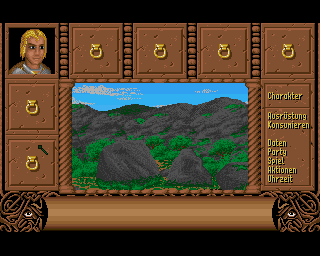 Charakter
Ausrüstung
Konsumieren
Daten
Party
Spiel
Aktionen
Uhrzeit